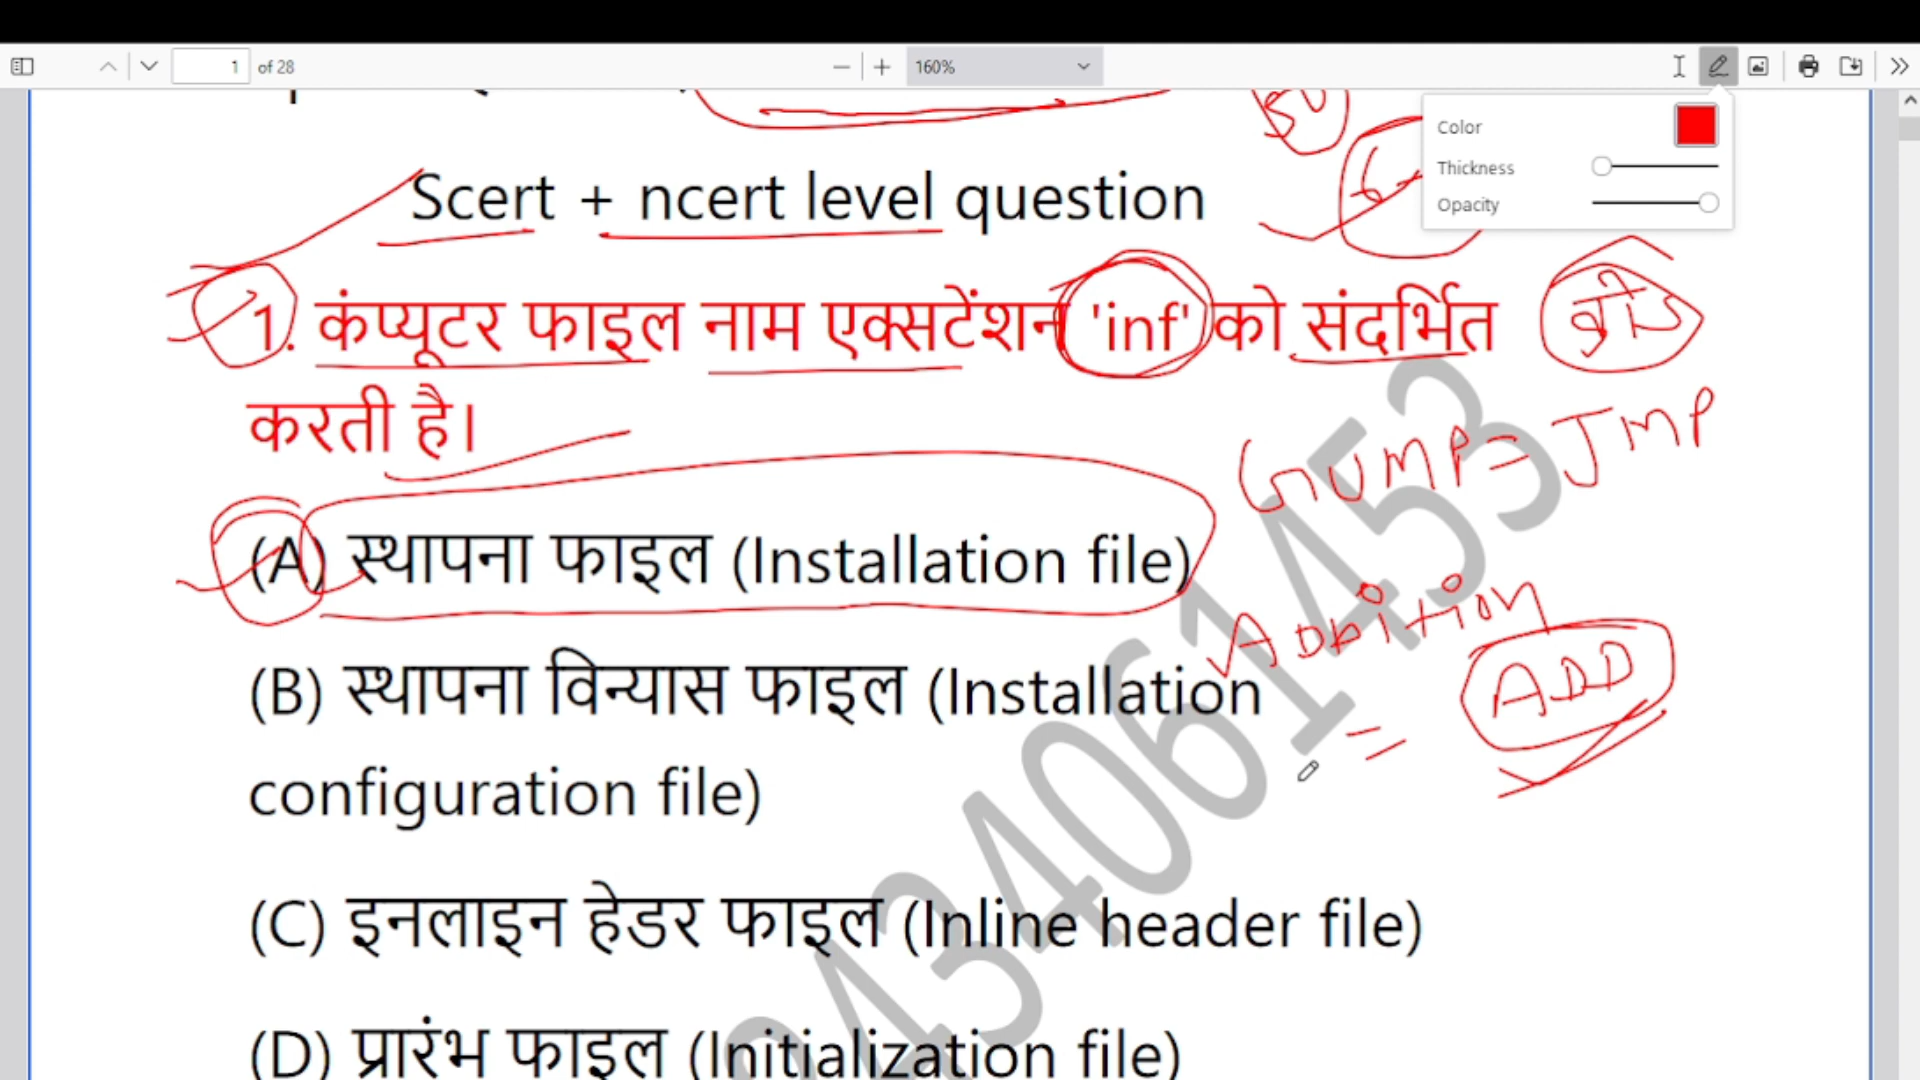 1 of 28
160%
Color
Thickness
Opacity
Scert + ncert level question
1. कंप्यूटर फाइल नाम एक्सटेंशन 'inf' को संदर्भित
करती है।
GUMP = JMP
(A) स्थापना फाइल (Installation file)
Addition
= ADD
(B) स्थापना विन्यास फाइल (Installation
configuration file)
(C) इनलाइन हेडर फाइल (Inline header file)
(D) प्रारंभ फाइल (Initialization file)